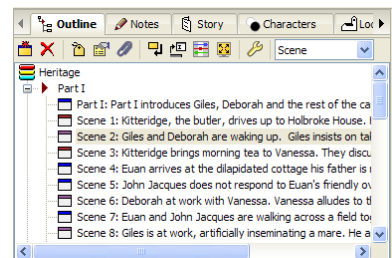 Outline Notes Story Characters Loc
Scene
Heritage
Part I
Part I: Part I introduces Giles, Deborah and the rest of the ca
Scene 1: Kitteridge, the butler, drives up to Holbroke House. 
Scene 2: Giles and Deborah are waking up. Giles insists on tal
Scene 3: Kitteridge brings morning tea to Vanessa. They discu
Scene 4: Euan arrives at the dilapidated cottage his father is
Scene 5: John Jacques does not respond to Euan's friendly ov
Scene 6: Deborah at work with Vanessa. Vanessa alludes to th
Scene 7: Euan and John Jacques are walking across a field to
Scene 8: Giles is at work, artificially inseminating a mare. He a